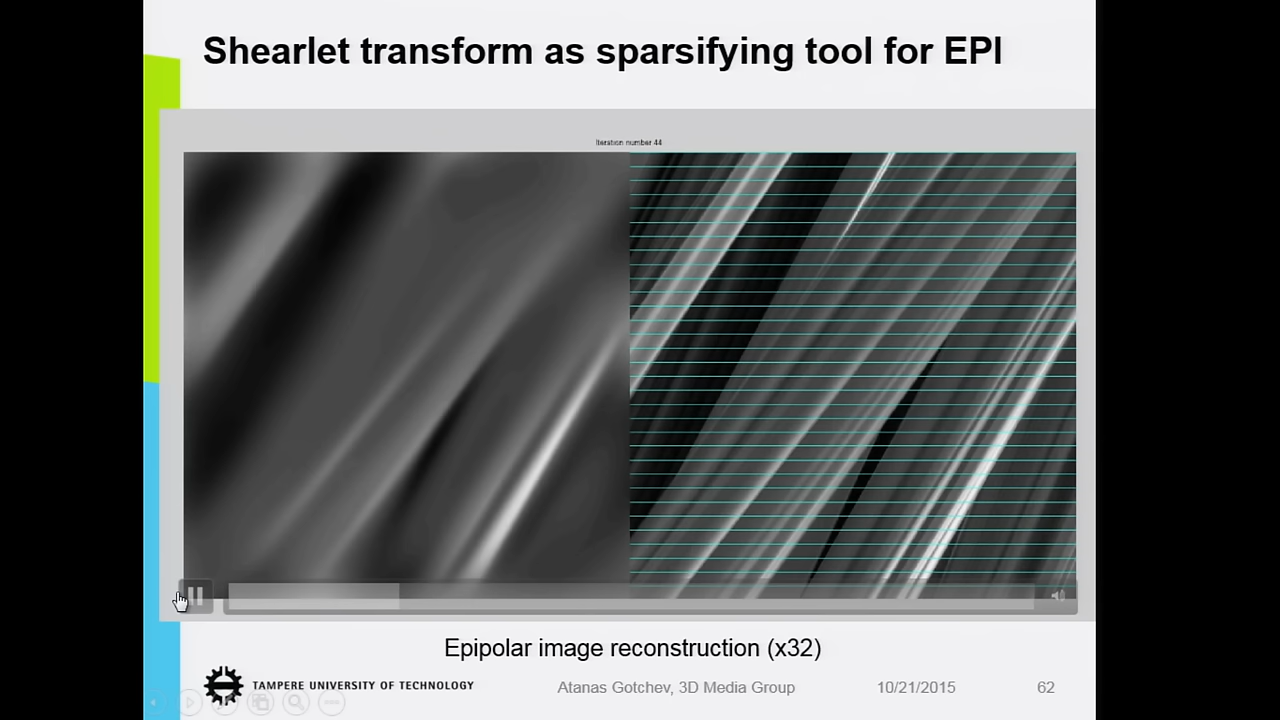 Shearlet transform as sparsifying tool for EPI
Iteration number 44
Epipolar image reconstruction (x32)
TAMPERE UNIVERSITY OF TECHNOLOGY
Atanas Gotchev, 3D Media Group
10/21/2015
62